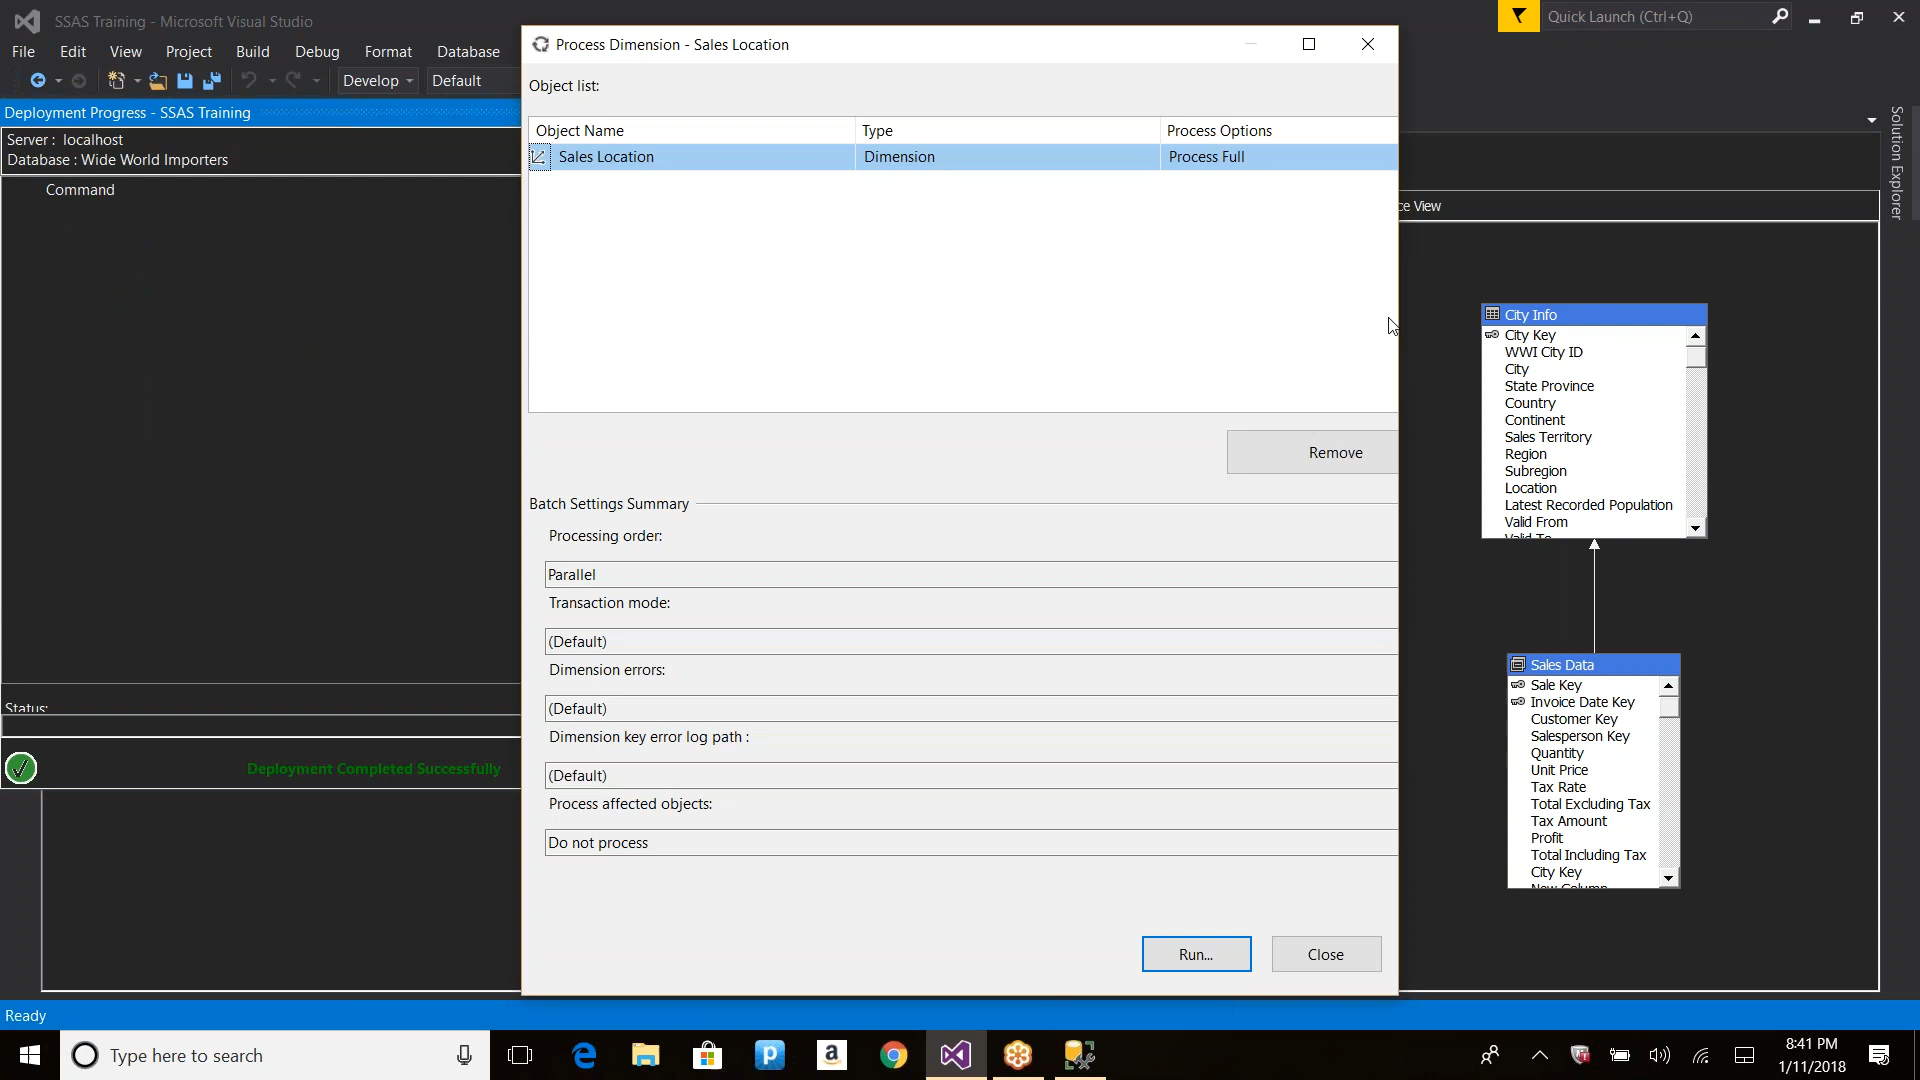 SSAS Training - Microsoft Visual Studio
Quick Launch (Ctrl+Q)
File Edit View Project Build Debug Format Database
Develop Default
Deployment Progress - SSAS Training
Server : localhost
Database : Wide World Importers
Command
Status:
Deployment Completed Successfully
Process Dimension - Sales Location
Object list:
Object Name Type Process Options
Sales Location Dimension Process Full
Remove
Batch Settings Summary
Processing order:
Parallel
Transaction mode:
(Default)
Dimension errors:
(Default)
Dimension key error log path :
(Default)
Process affected objects:
Do not process
Run... Close
ce View
Solution Explorer
City Info
City Key
WWI City ID
City
State Province
Country
Continent
Sales Territory
Region
Subregion
Location
Latest Recorded Population
Valid From
Valid To
Sales Data
Sale Key
Invoice Date Key
Customer Key
Salesperson Key
Quantity
Unit Price
Tax Rate
Total Excluding Tax
Tax Amount
Profit
Total Including Tax
City Key
New Column
Ready
Type here to search
8:41 PM
1/11/2018